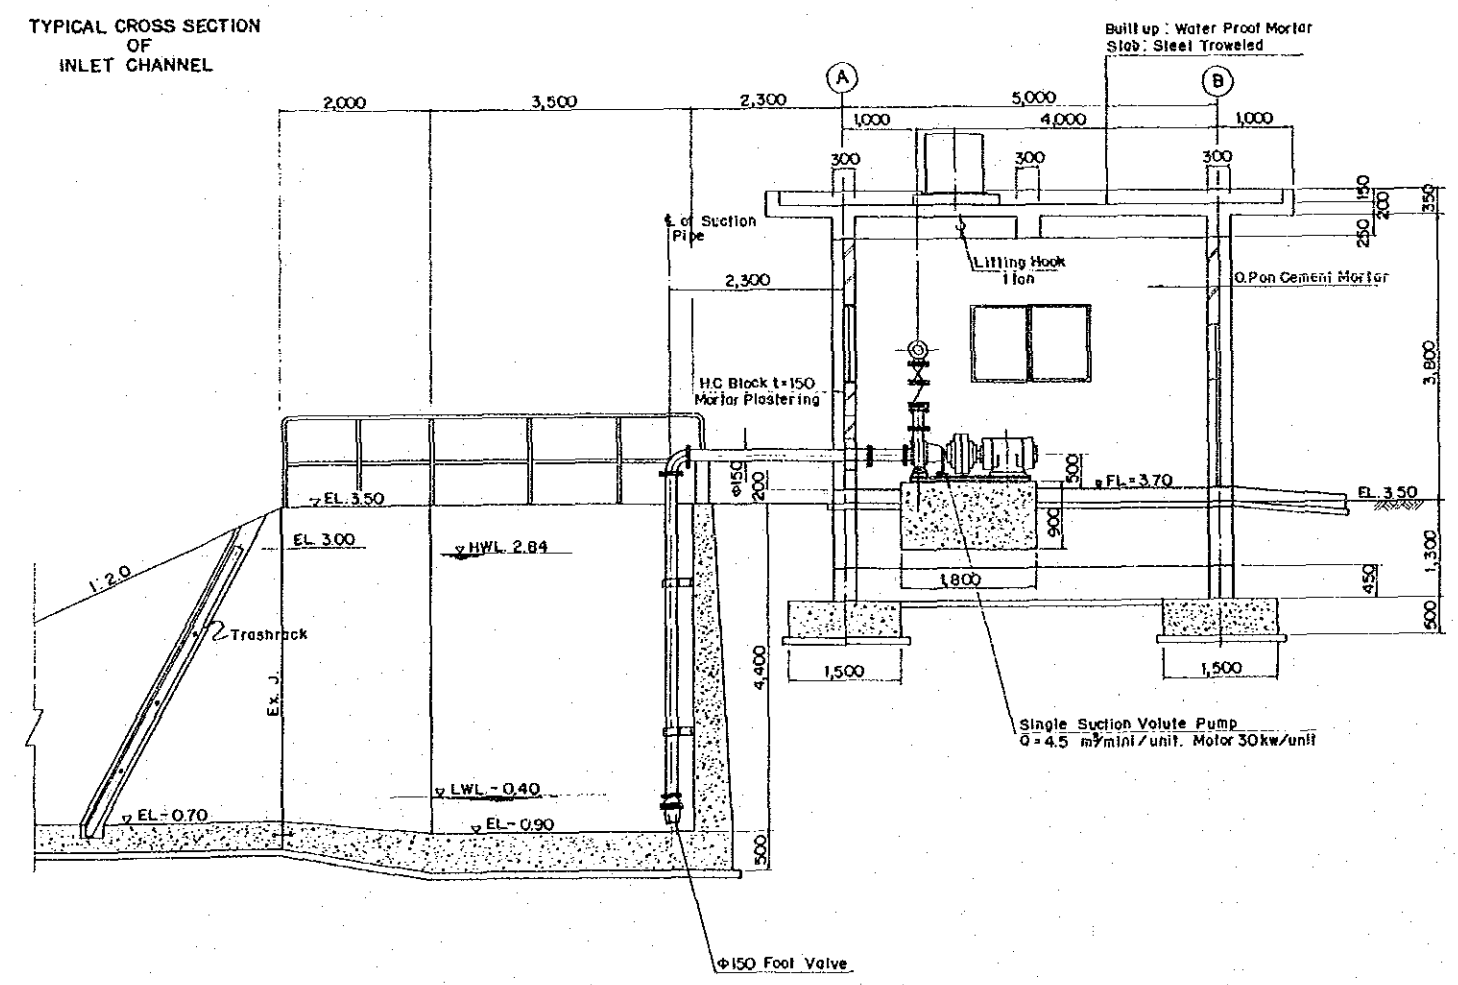 TYPICAL CROSS SECTION
OF
INLET CHANNEL
Built up : Water Proof Mortar
Slab : Steel Troweled
A
B
2,000
3,500
2,300
5,000
1,000
4,000
1,000
300
300
300
150
200
350
250
℄ of Suction
Pipe
Lifting Hook
1 ton
2,300
O.P on Cement Mortar
3,800
H.C Block t=150
Mortar Plastering
Φ150
200
500
FL=3.70
EL. 3.50
EL. 3.50
EL. 3.00
HWL. 2.84
900
1,300
1:2.0
1,800
450
Trashrack
500
4,400
1,500
1,500
Ex. J.
Single Suction Volute Pump
Q=4.5 m³/mini/unit. Motor 30kw/unit
LWL.-0.40
EL-0.70
EL-0.90
500
Φ150 Foot Valve